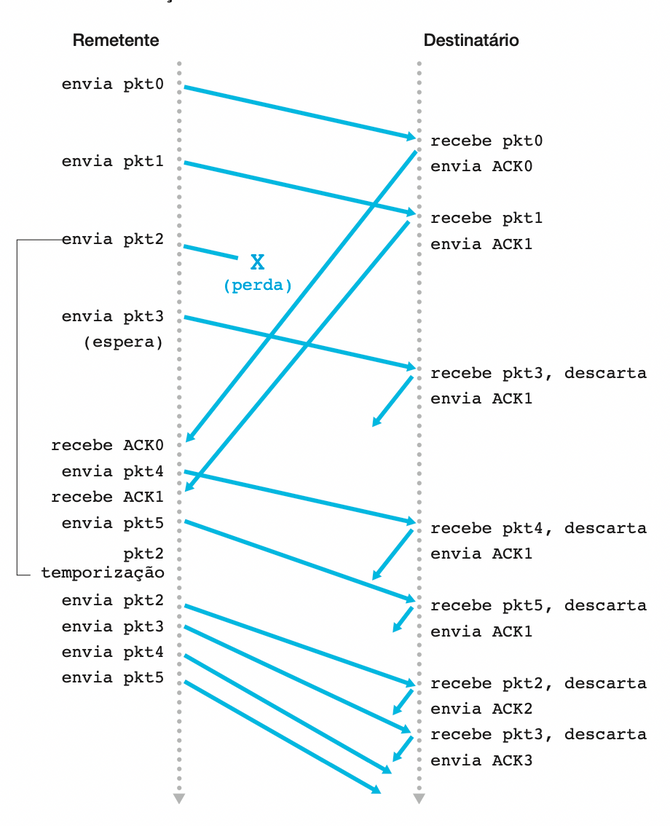 Remetente
Destinatário
envia pkt0
recebe pkt0
envia ACK0
envia pkt1
recebe pkt1
envia ACK1
envia pkt2
X
(perda)
envia pkt3
(espera)
recebe pkt3, descarta
envia ACK1
recebe ACK0
envia pkt4
recebe ACK1
envia pkt5
recebe pkt4, descarta
envia ACK1
pkt2
temporização
envia pkt2
envia pkt3
envia pkt4
envia pkt5
recebe pkt5, descarta
envia ACK1
recebe pkt2, descarta
envia ACK2
recebe pkt3, descarta
envia ACK3